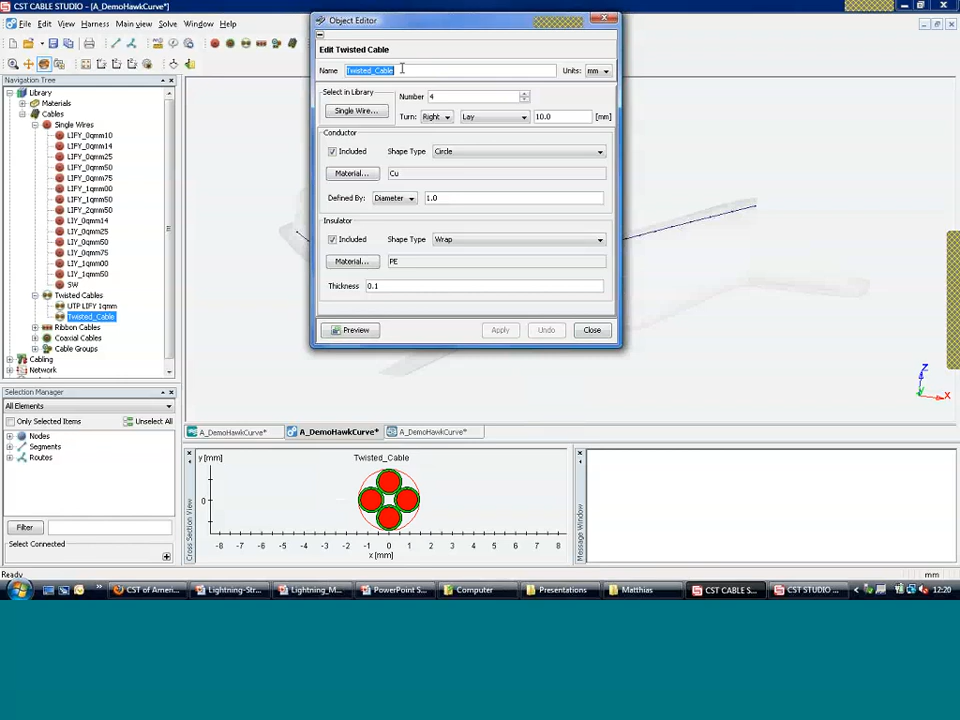 CST CABLE STUDIO - [A_DemoHawkCurve*]
File Edit View Harness Main/Show Solve Window Help
Navigation Tree
Library
Materials
Cables
Single Wires
LIFY_0qmm10
LIFY_0qmm14
LIFY_0qmm25
LIFY_0qmm50
LIFY_0qmm75
LIFY_1qmm00
LIFY_1qmm50
LIFY_2qmm50
LIY_0qmm14
LIY_0qmm25
LIY_0qmm50
LIY_0qmm75
LIY_1qmm00
LIY_1qmm50
SW
Twisted Cables
UTP LIFY 1qmm
Twisted_Cable
Ribbon Cables
Coaxial Cables
Cable Groups
Cabling
Network
Selection Manager
All Elements
Only Selected Items Unselect All
Nodes
Segments
Routes
Filter
Select Connected
Ready
Object Editor
Edit Twisted Cable
Name Twisted_Cable Units: mm
Select in Library
Single Wire...
Number 4
Turn: Right Lay 10.0 [mm]
Conductor
Included Shape Type Circle
Material... Cu
Defined By: Diameter 1.0
Insulator
Included Shape Type Wrap
Material... PE
Thickness 0.1
Preview Apply Undo Close
Z
X
A_DemoHawkCurve* A_DemoHawkCurve* A_DemoHawkCurve*
Cross Section View
y [mm]
Twisted_Cable
0
-8 -7 -6 -5 -4 -3 -2 -1 0 1 2 3 4 5 6 7 8
x [mm]
Message Window
mm
CST of Ameri... Lightning-Str... Lightning_M... PowerPoint S... Computer Presentations Matthias CST CABLE S... CST STUDIO ... 12:20